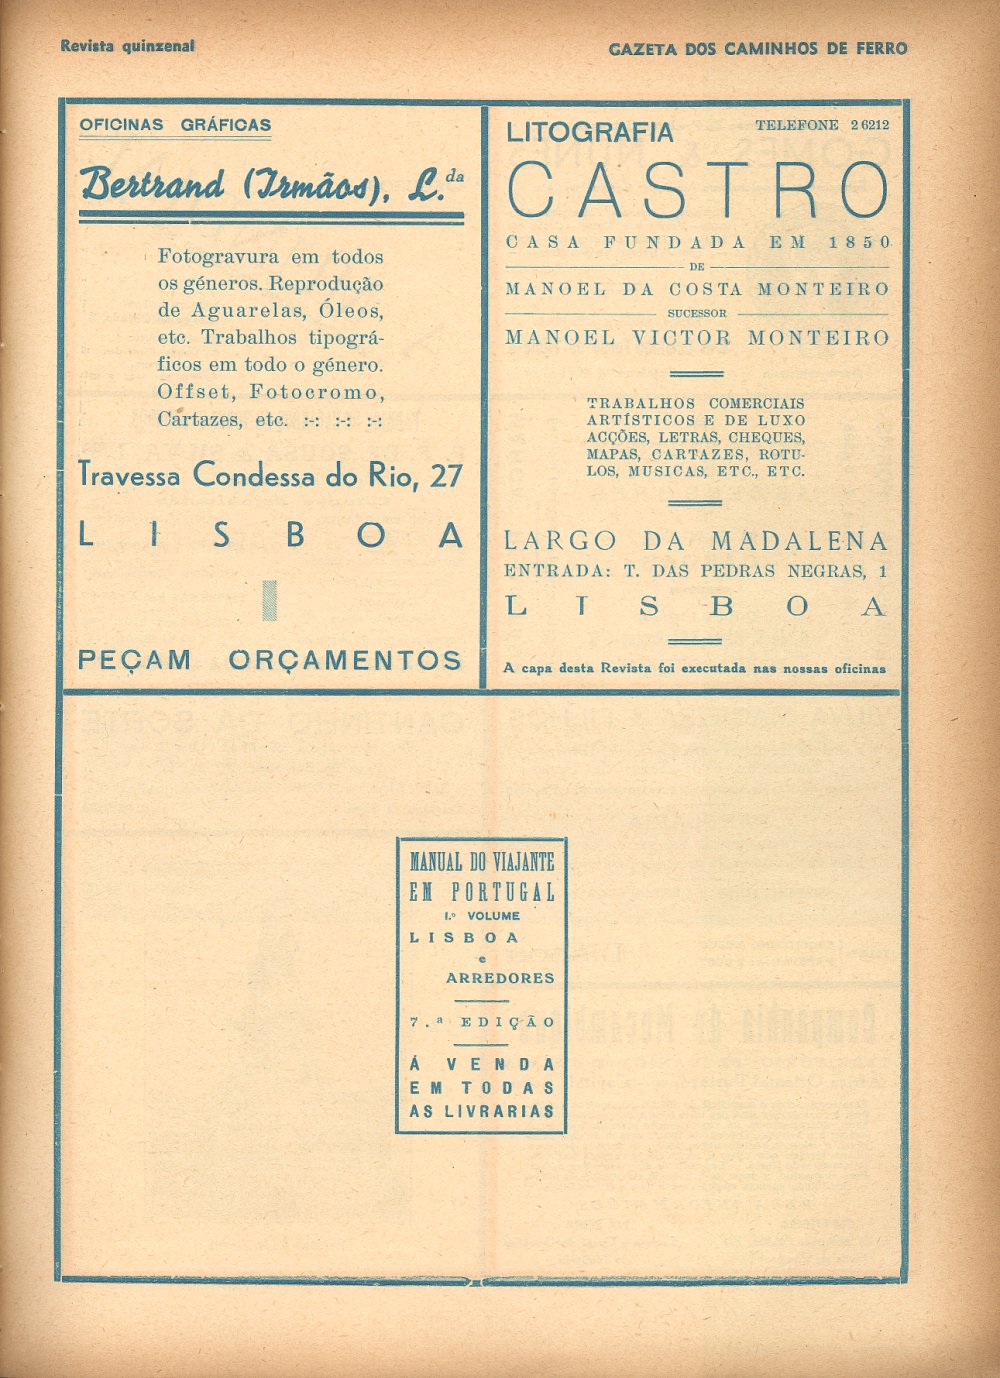 Revista quinzenal
GAZETA DOS CAMINHOS DE FERRO
OFICINAS GRÁFICAS
Bertrand (Irmãos), L.da
Fotogravura em todos
os géneros. Reprodução
de Aguarelas, Óleos,
etc. Trabalhos tipográ-
ficos em todo o género.
Offset, Fotocromo,
Cartazes, etc. :-: :-: :-:
Travessa Condessa do Rio, 27
LISBOA
PEÇAM ORÇAMENTOS
LITOGRAFIA
TELEFONE 2 6212
CASTRO
CASA FUNDADA EM 1850
DE
MANOEL DA COSTA MONTEIRO
SUCESSOR
MANOEL VICTOR MONTEIRO
TRABALHOS COMERCIAIS
ARTÍSTICOS E DE LUXO
ACÇÕES, LETRAS, CHEQUES,
MAPAS, CARTAZES, ROTU-
LOS, MUSICAS, ETC., ETC.
LARGO DA MADALENA
ENTRADA: T. DAS PEDRAS NEGRAS, 1
LISBOA
A capa desta Revista foi executada nas nossas oficinas
MANUAL DO VIAJANTE
EM PORTUGAL
1.º VOLUME
LISBOA
e
ARREDORES
7.ª EDIÇÃO
Á VENDA
EM TODAS
AS LIVRARIAS